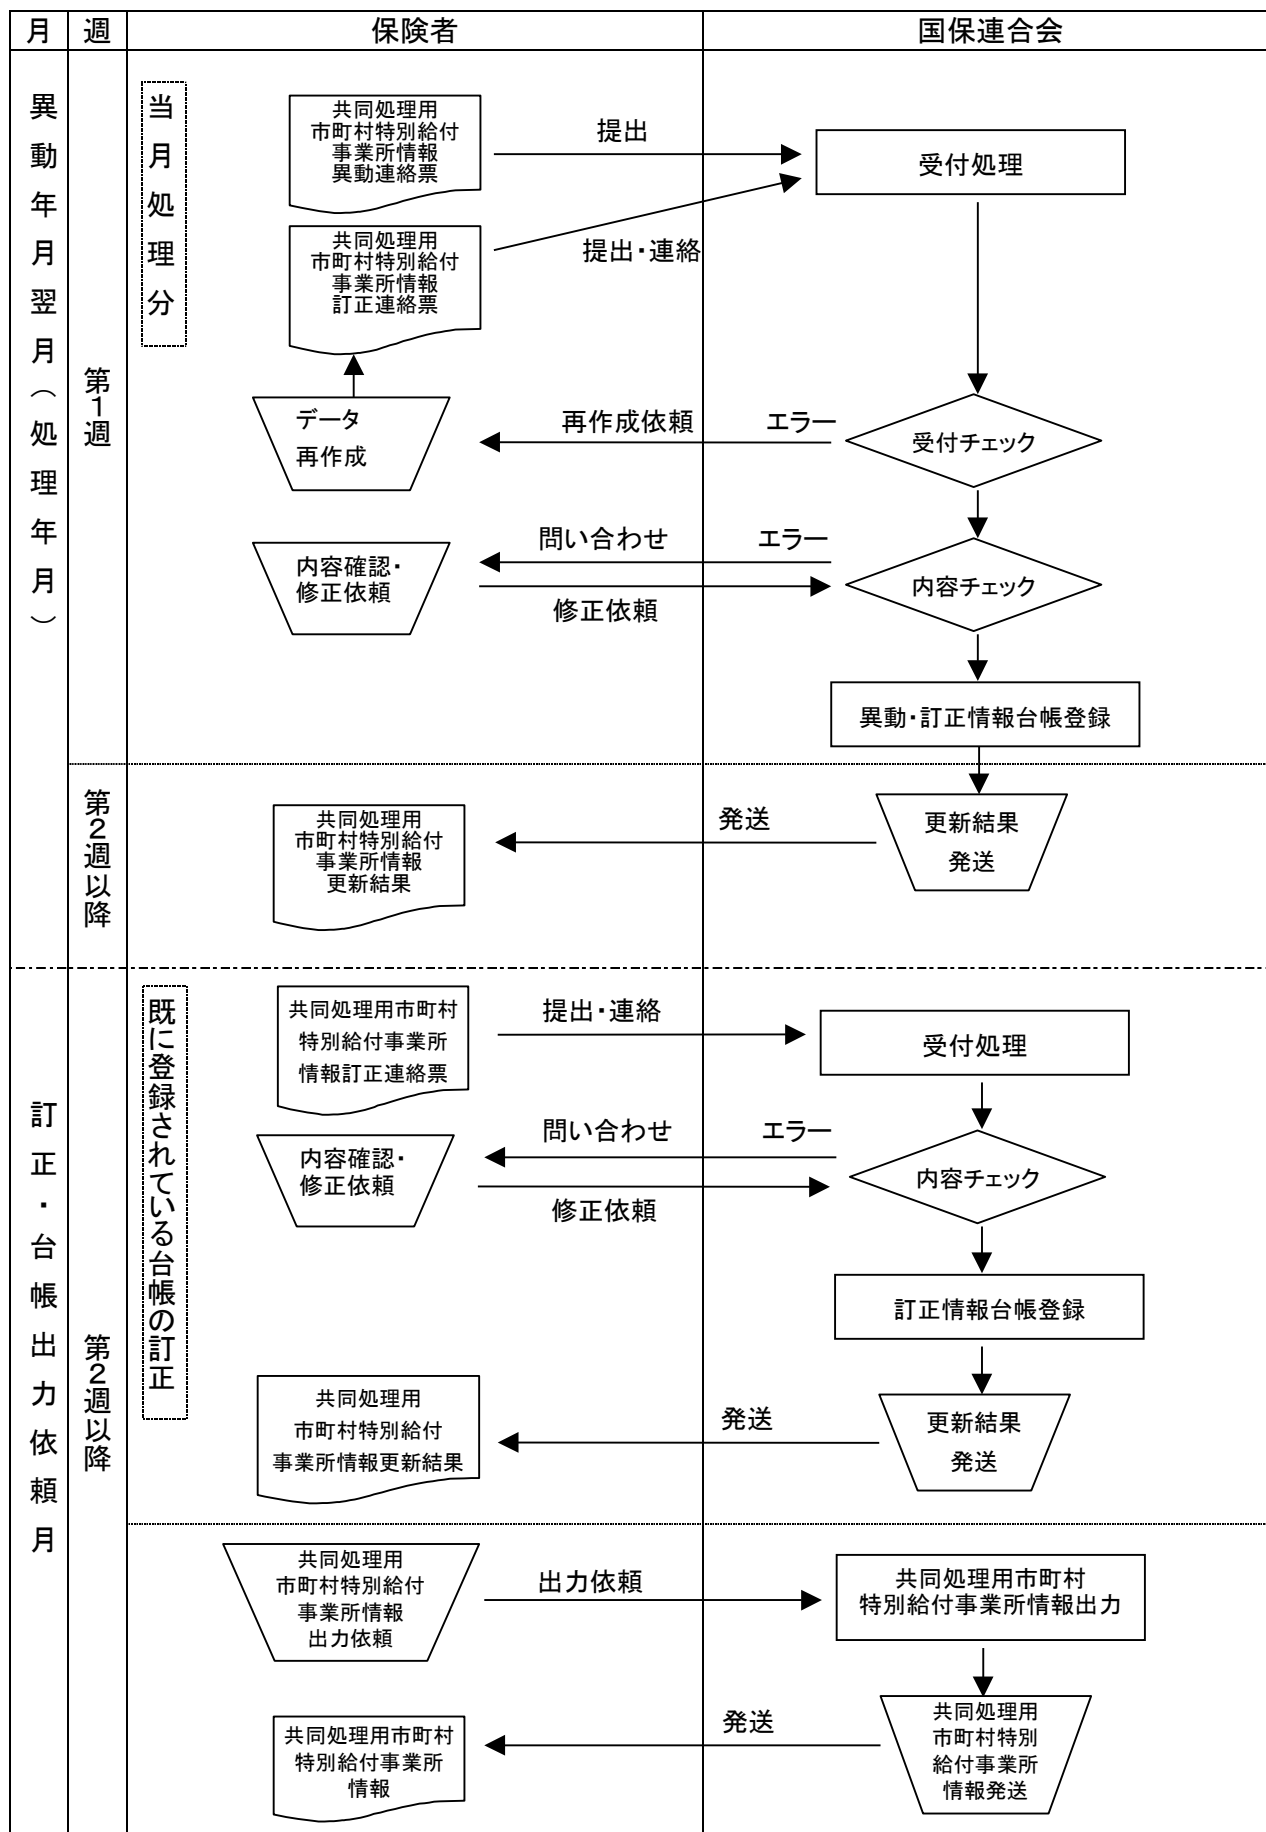 月
週
保険者
国保連合会
異動年月翌月（処理年月）
第1週
当月処理分
共同処理用
市町村特別給付
事業所情報
異動連絡票
提出
受付処理
共同処理用
市町村特別給付
事業所情報
訂正連絡票
提出・連絡
データ
再作成
再作成依頼
エラー
受付チェック
内容確認・
修正依頼
問い合わせ
エラー
修正依頼
内容チェック
異動・訂正情報台帳登録
第2週以降
共同処理用
市町村特別給付
事業所情報
更新結果
発送
更新結果
発送
訂正・台帳出力依頼月
第2週以降
既に登録されている台帳の訂正
共同処理用市町村
特別給付事業所
情報訂正連絡票
提出・連絡
受付処理
内容確認・
修正依頼
問い合わせ
エラー
修正依頼
内容チェック
訂正情報台帳登録
共同処理用
市町村特別給付
事業所情報更新結果
発送
更新結果
発送
共同処理用
市町村特別給付
事業所情報
出力依頼
出力依頼
共同処理用市町村
特別給付事業所情報出力
共同処理用市町村
特別給付事業所
情報
発送
共同処理用
市町村特別
給付事業所
情報発送